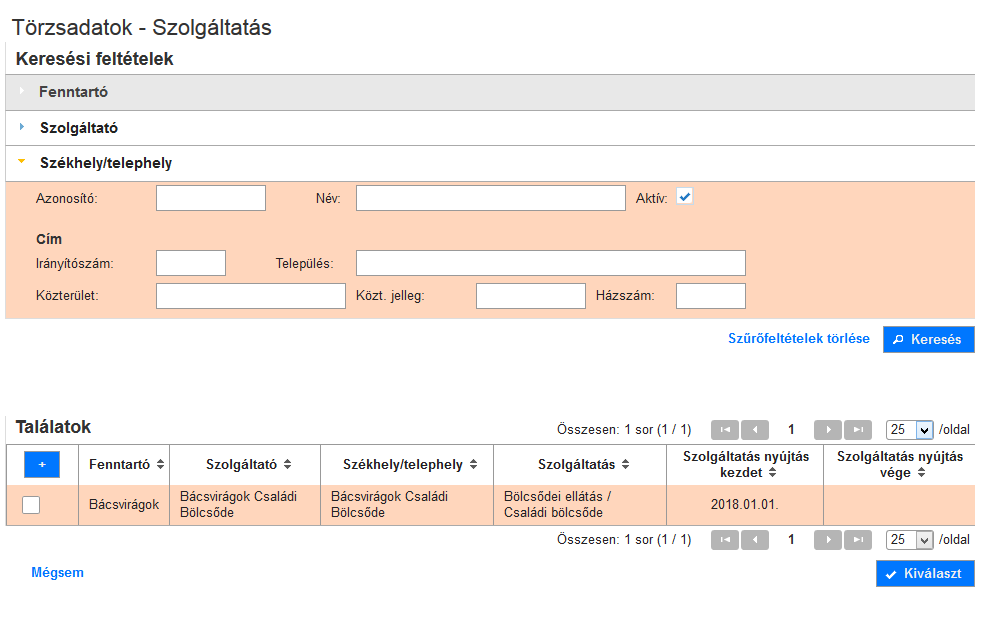 Törzsadatok - Szolgáltatás
Keresési feltételek
Fenntartó
Szolgáltató
Székhely/telephely
Azonosító: Név: Aktív:
Cím
Irányítószám: Település:
Közterület: Közt. jelleg: Házszám:
Szűrőfeltételek törlése Keresés
Találatok Összesen: 1 sor (1 / 1) 1 25 /oldal
+ Fenntartó Szolgáltató Székhely/telephely Szolgáltatás Szolgáltatás nyújtás kezdet Szolgáltatás nyújtás vége
Bácsvirágok Bácsvirágok Családi Bölcsőde Bácsvirágok Családi Bölcsőde Bölcsődei ellátás / Családi bölcsőde 2018.01.01.
Összesen: 1 sor (1 / 1) 1 25 /oldal
Mégsem Kiválaszt